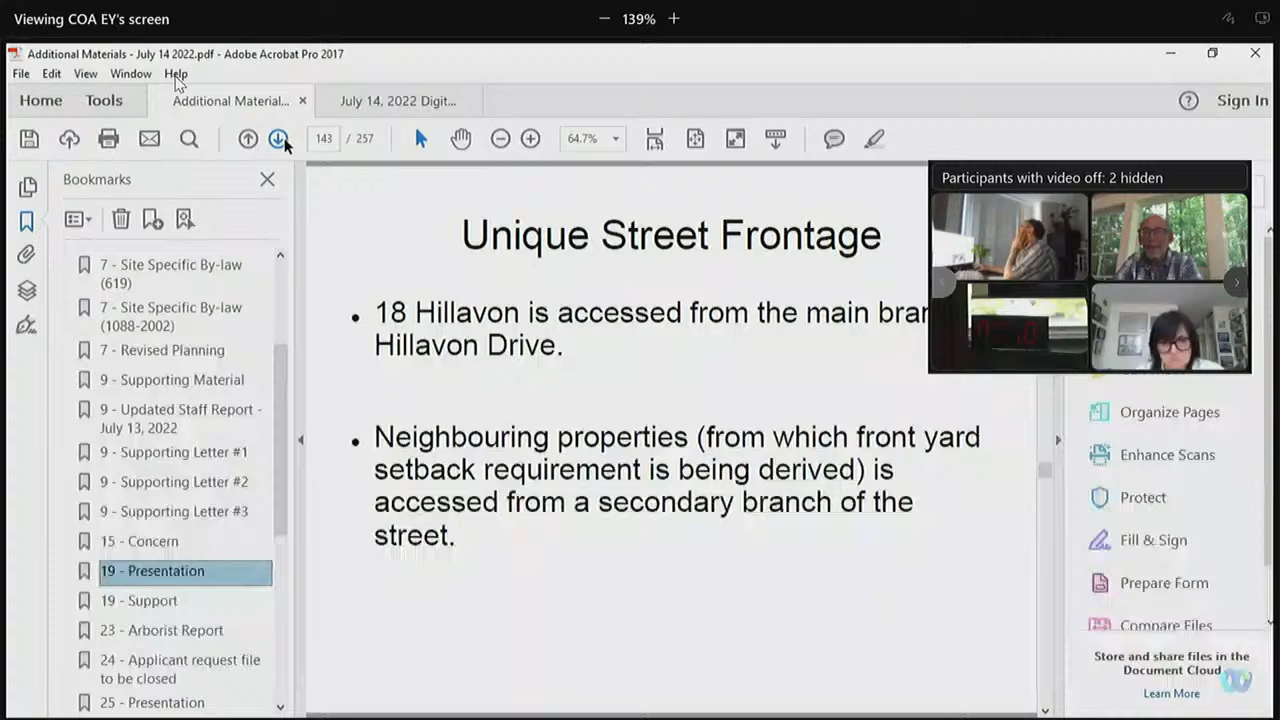 Viewing COA EY's screen
139%
Additional Materials - July 14 2022.pdf - Adobe Acrobat Pro 2017
File Edit View Window Help
Home Tools Additional Material... July 14, 2022 Digit... Sign In
143 / 257 64.7%
Bookmarks
7 - Site Specific By-law
(619)
7 - Site Specific By-law
(1088-2002)
7 - Revised Planning
9 - Supporting Material
9 - Updated Staff Report -
July 13, 2022
9 - Supporting Letter #1
9 - Supporting Letter #2
9 - Supporting Letter #3
15 - Concern
19 - Presentation
19 - Support
23 - Arborist Report
24 - Applicant request file
to be closed
25 - Presentation
Unique Street Frontage
• 18 Hillavon is accessed from the main
Hillavon Drive.
• Neighbouring properties (from which front yard
setback requirement is being derived) is
accessed from a secondary branch of the
street.
Participants with video off: 2 hidden
Organize Pages
Enhance Scans
Protect
Fill & Sign
Prepare Form
Compare Files
Store and share files in the
Document Cloud
Learn More